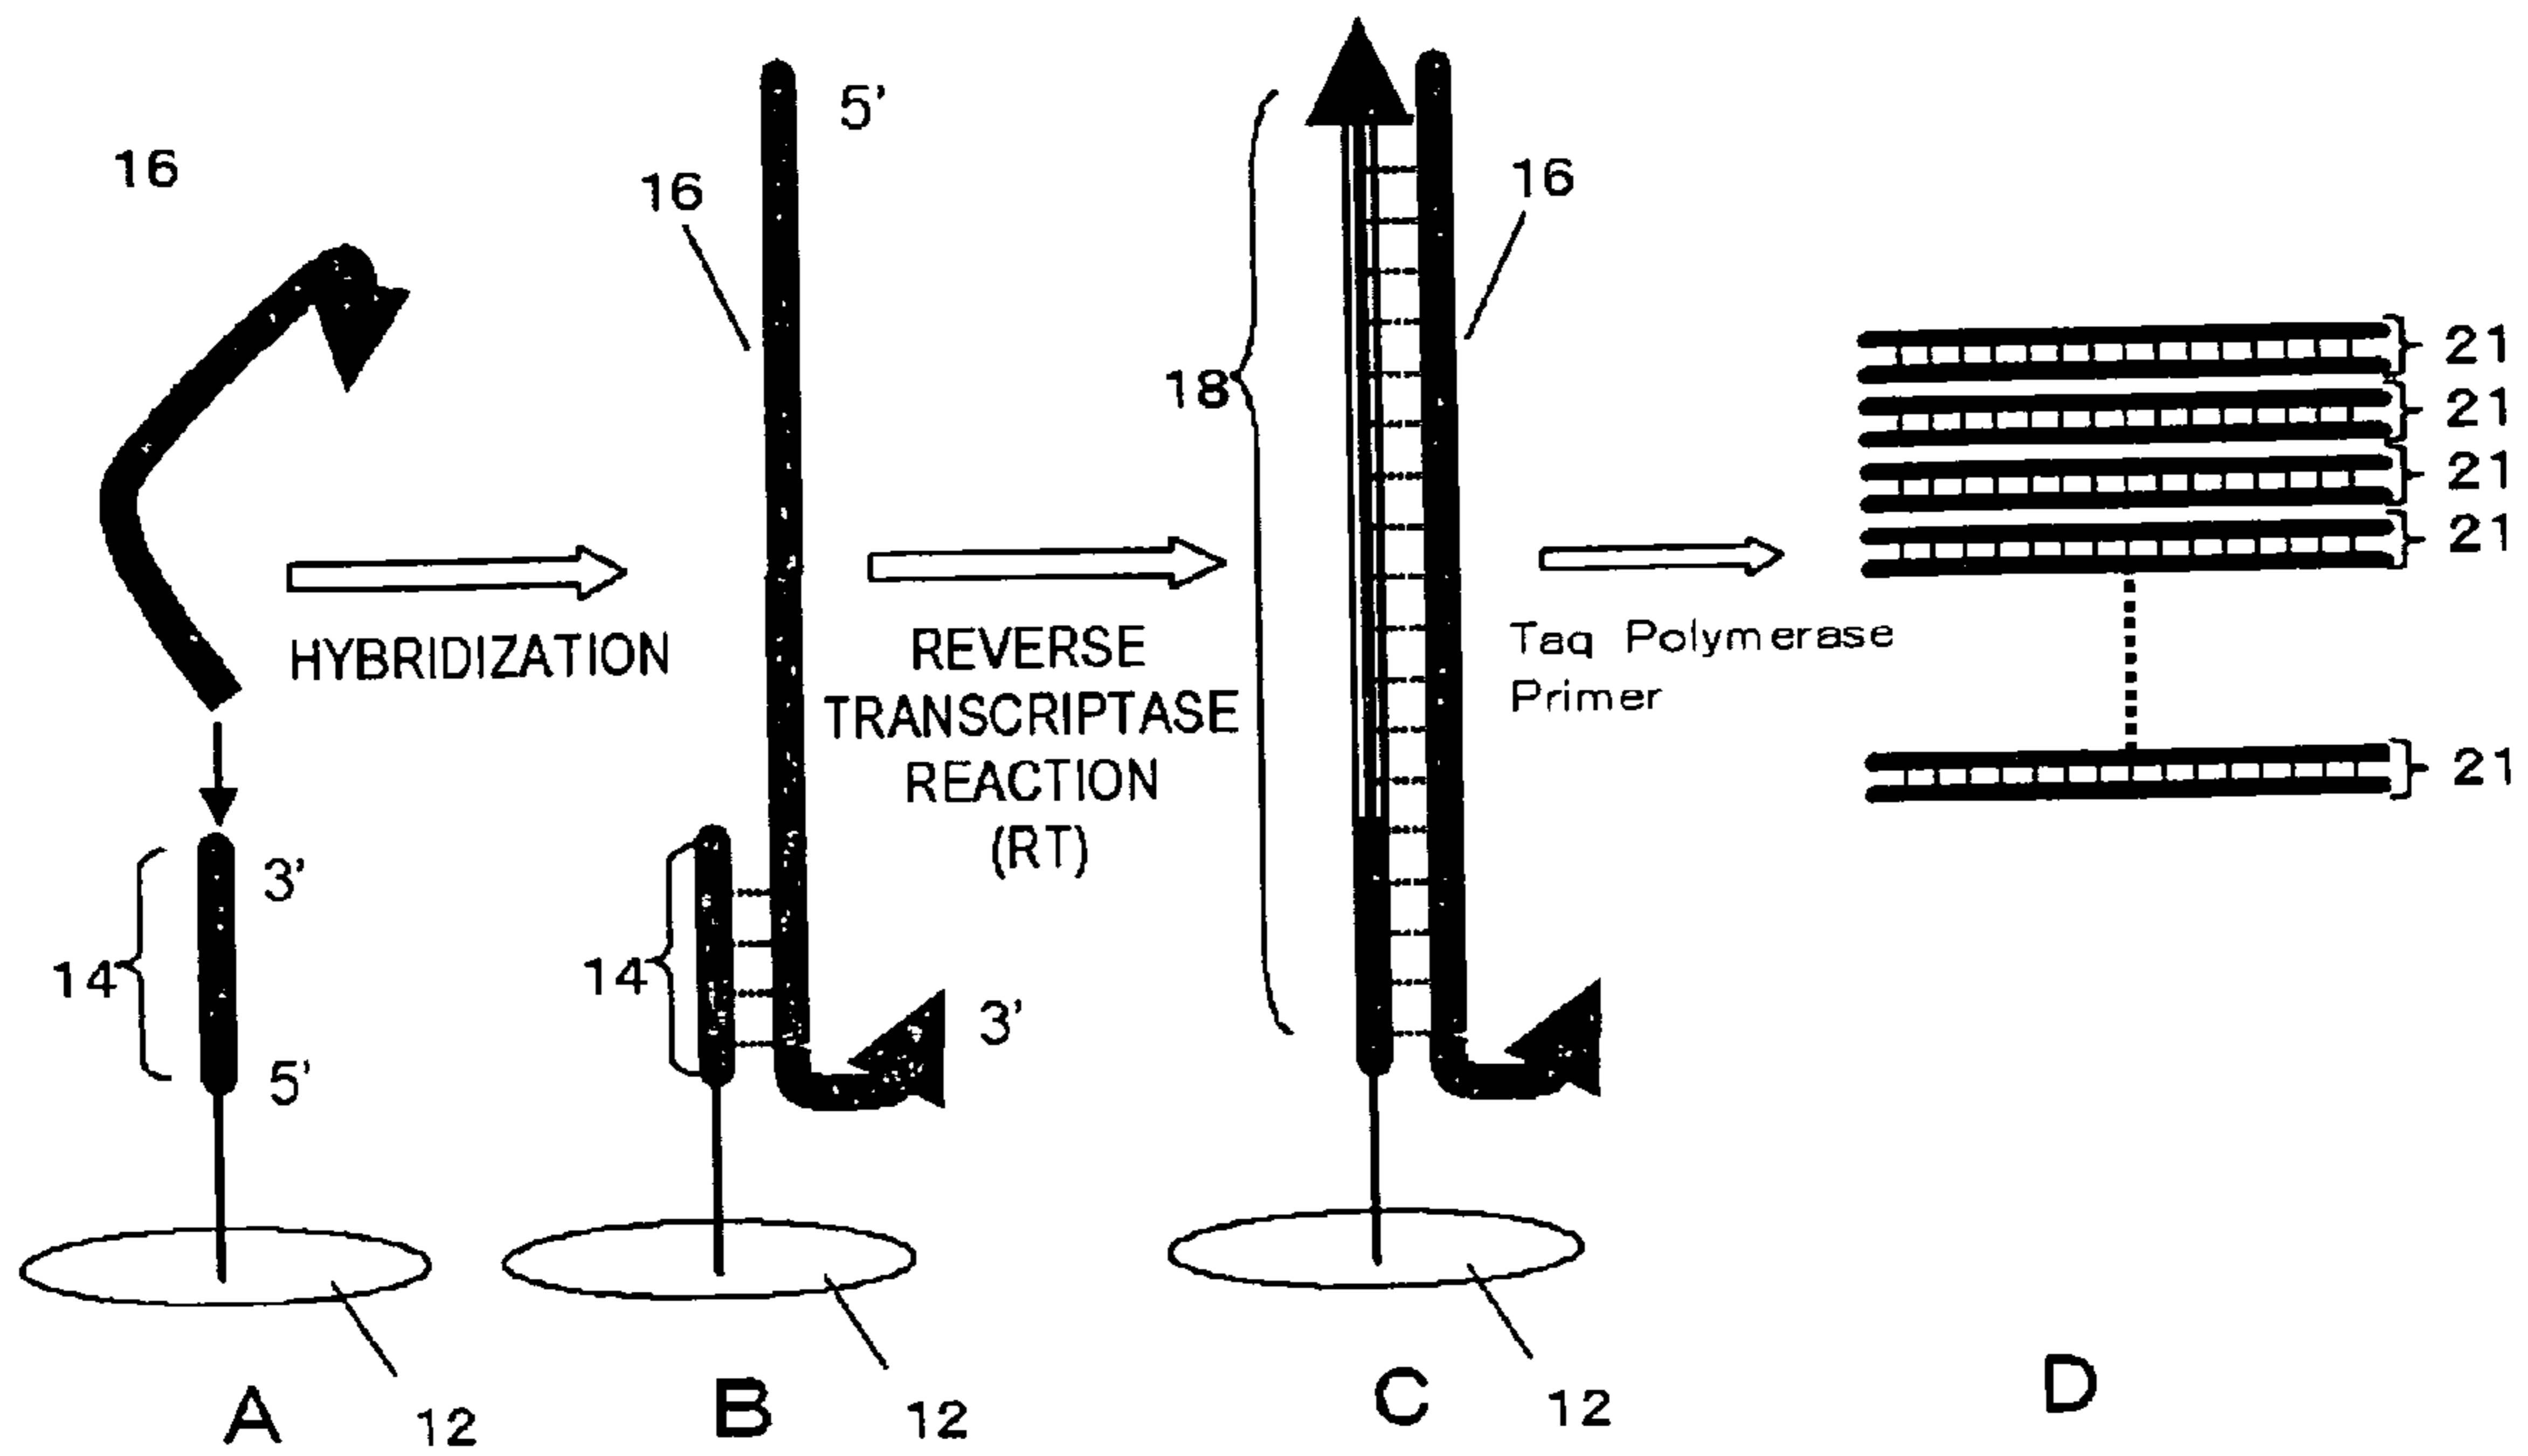 16
14
3'
5'
12
A
HYBRIDIZATION
5'
16
14
3'
12
B
REVERSE
TRANSCRIPTASE
REACTION
(RT)
18
16
12
C
Taq Polymerase
Primer
21
21
21
21
21
D